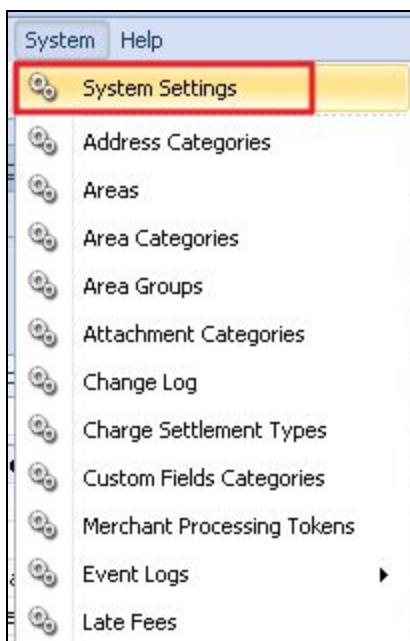 System Help
System Settings
Address Categories
Areas
Area Categories
Area Groups
Attachment Categories
Change Log
Charge Settlement Types
Custom Fields Categories
Merchant Processing Tokens
Event Logs
Late Fees